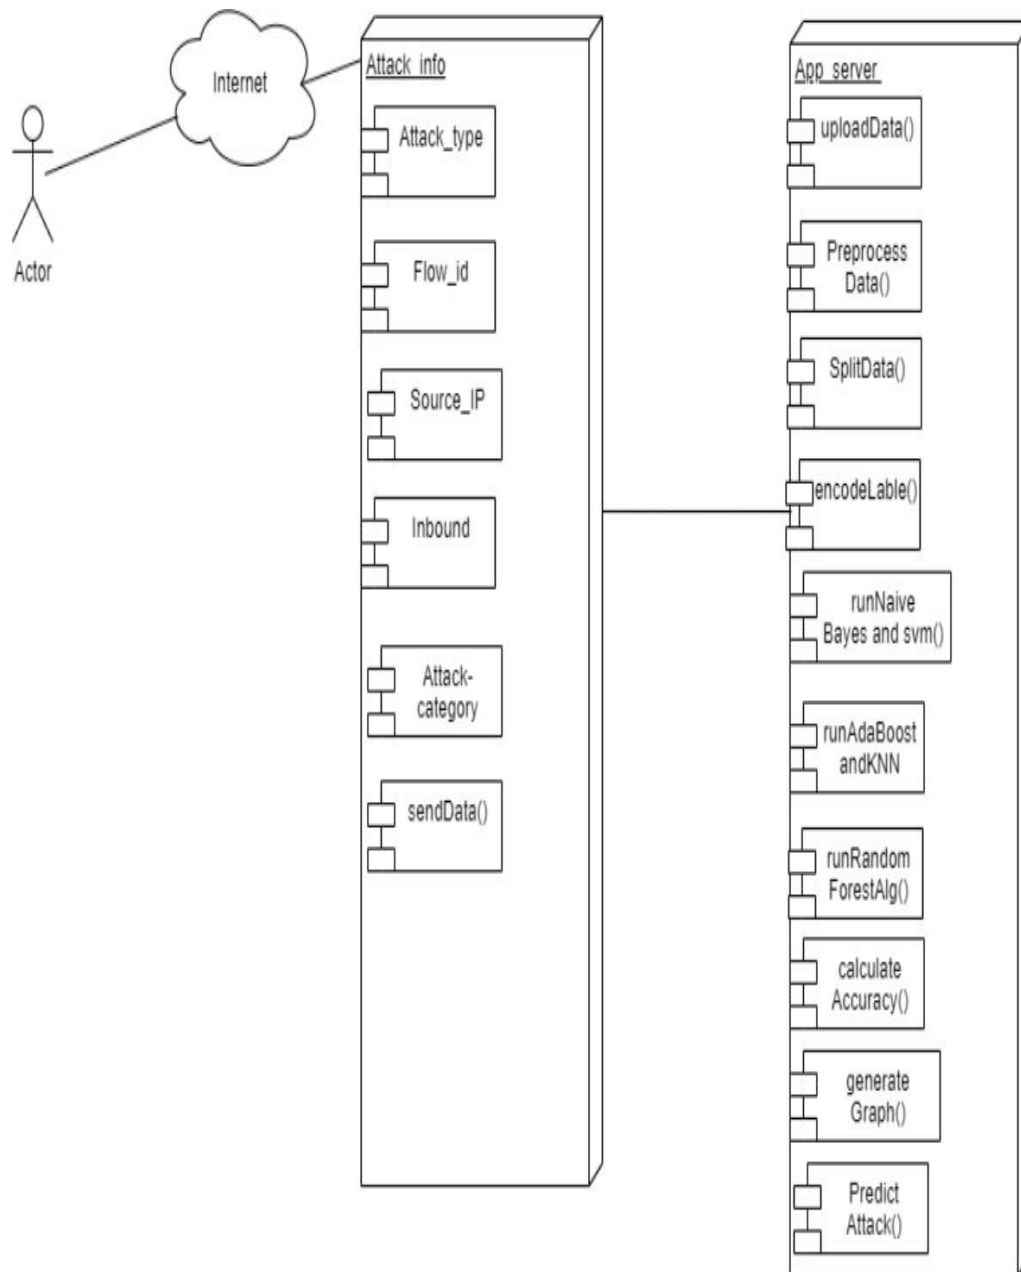 Internet
Actor
Attack_info
Attack_type
Flow_id
Source_IP
Inbound
Attack-
category
sendData()
App_server
uploadData()
Preprocess
Data()
SplitData()
encodeLable()
runNaive
Bayes and svm()
runAdaBoost
andKNN
runRandom
ForestAlg()
calculate
Accuracy()
generate
Graph()
Predict
Attack()